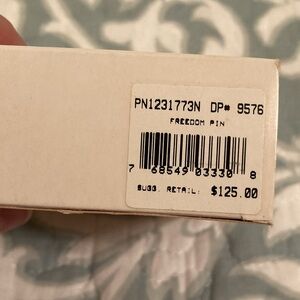 PN1231773N DP# 9576
FREEDOM PIN
7 68549 03330 8
SUGG. RETAIL: $125.00